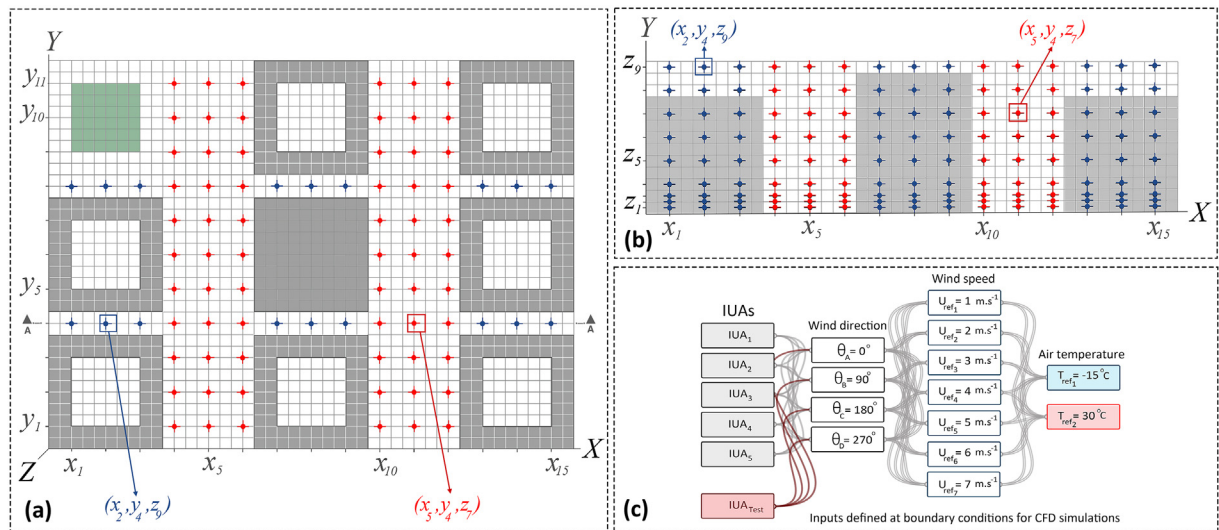 (a)
Y
y11
y10
y5
y1
A
A
Z
x1
x5
x10
x15
X
(x2,y4,z9)
(x5,y4,z7)
(x2,y4,z9)
(x5,y4,z7)
Y
z9
z5
z1
x1
x5
x10
x15
X
(b)
Wind speed
IUAs
Wind direction
Air temperature
IUA1
IUA2
IUA3
IUA4
IUA5
IUATest
θA= 0°
θB= 90°
θC= 180°
θD= 270°
Uref1= 1 m.s-1
Uref2= 2 m.s-1
Uref3= 3 m.s-1
Uref4= 4 m.s-1
Uref5= 5 m.s-1
Uref6= 6 m.s-1
Uref7= 7 m.s-1
Tref1= -15°C
Tref2= 30°C
(c)
Inputs defined at boundary conditions for CFD simulations